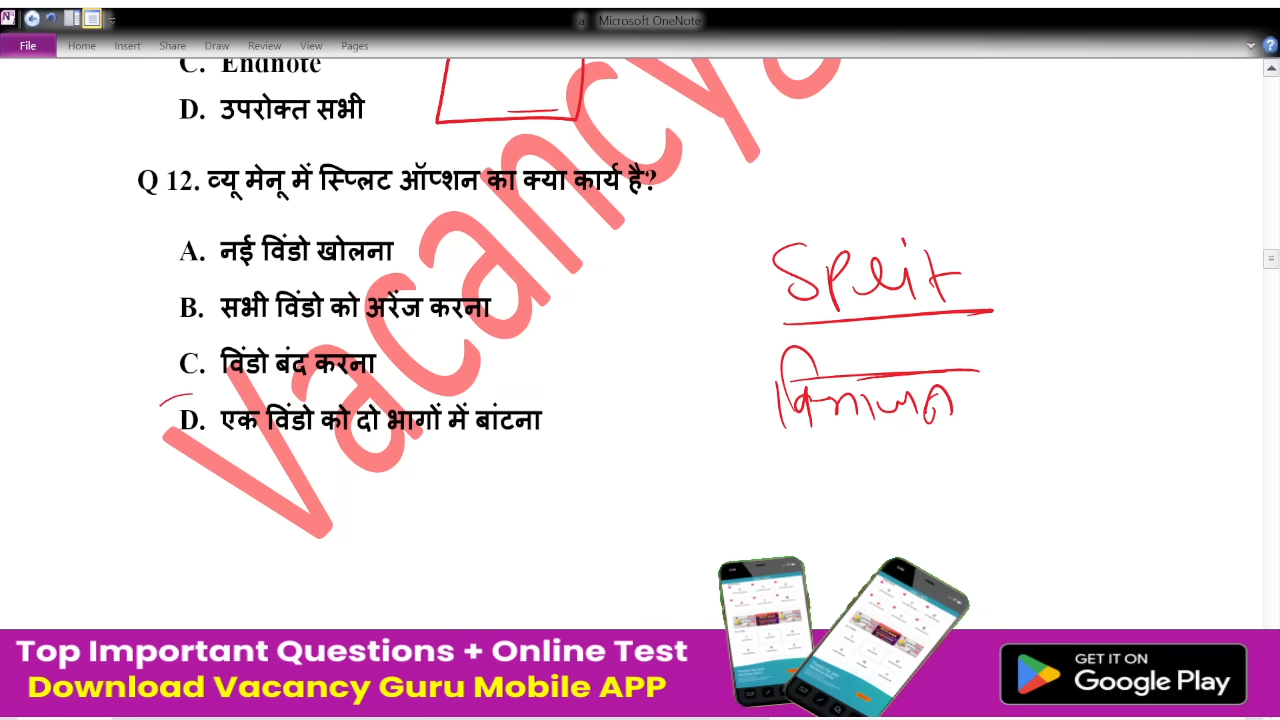 a Microsoft OneNote
File Home Insert Share Draw Review View Pages
C. Endnote
D. उपरोक्त सभी
Q 12. व्यू मेनू में स्प्लिट ऑप्शन का क्या कार्य है?
A. नई विंडो खोलना
B. सभी विंडो को अरेंज करना
C. विंडो बंद करना
D. एक विंडो को दो भागों में बांटना
Split
विभाजित
Vacancyg
Top Important Questions + Online Test
Download Vacancy Guru Mobile APP
GET IT ON
Google Play